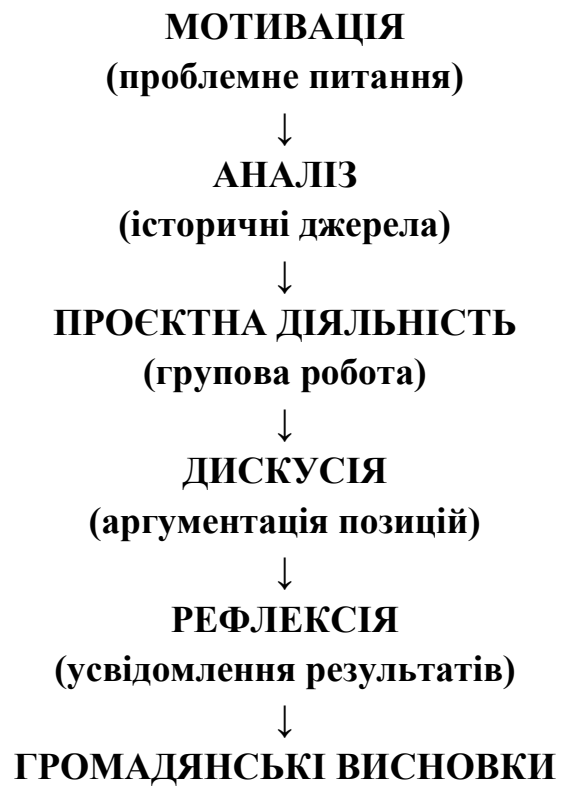 МОТИВАЦІЯ
(проблемне питання)
↓
АНАЛІЗ
(історичні джерела)
↓
ПРОЄКТНА ДІЯЛЬНІСТЬ
(групова робота)
↓
ДИСКУСІЯ
(аргументація позицій)
↓
РЕФЛЕКСІЯ
(усвідомлення результатів)
↓
ГРОМАДЯНСЬКІ ВИСНОВКИ